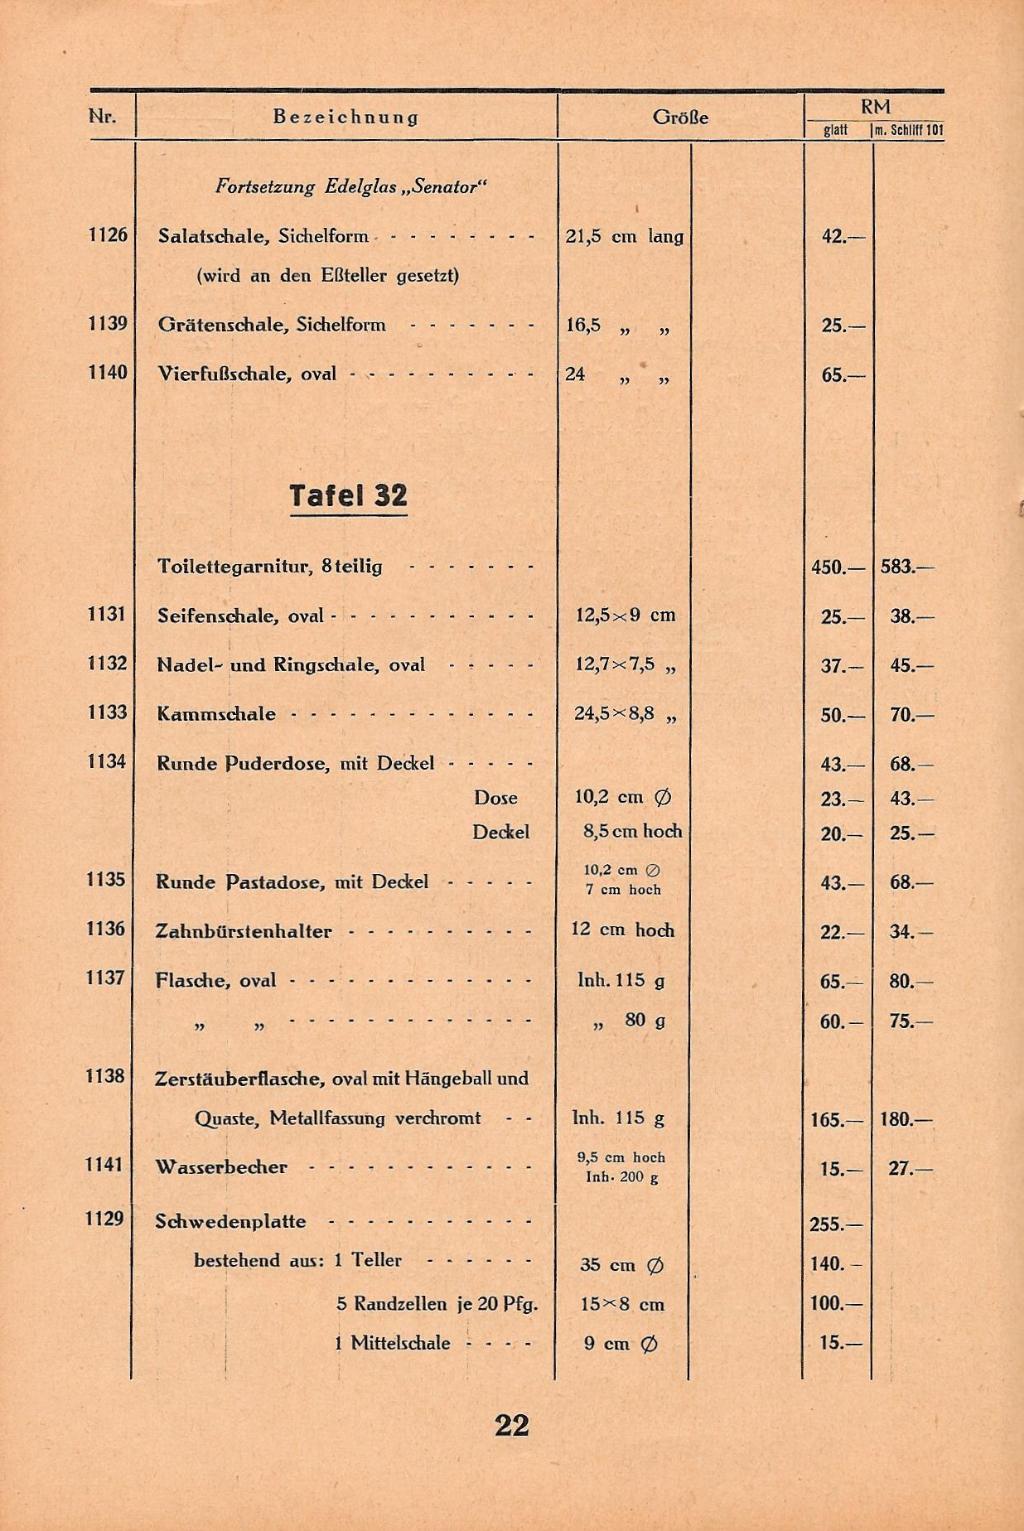 Nr. Bezeichnung Größe RM
glatt m. Schliff 101
Fortsetzung Edelglas „Senator“
1126 Salatschale, Sichelform - - - - - - - - 21,5 cm lang 42.—
(wird an den Eßteller gesetzt)
1139 Grätenschale, Sichelform - - - - - - - 16,5 „ „ 25.—
1140 Vierfußschale, oval - - - - - - - - - - 24 „ „ 65.—
Tafel 32
Toilettegarnitur, 8teilig - - - - - - - 450.— 583.—
1131 Seifenschale, oval - - - - - - - - - - - 12,5×9 cm 25.— 38.—
1132 Nadel- und Ringschale, oval - - - - - 12,7×7,5 „ 37.— 45.—
1133 Kammschale - - - - - - - - - - - - - 24,5×8,8 „ 50.— 70.—
1134 Runde Puderdose, mit Deckel - - - - - 43.— 68.—
Dose 10,2 cm ∅ 23.— 43.—
Deckel 8,5 cm hoch 20.— 25.—
1135 Runde Pastadose, mit Deckel - - - - - 10,2 cm ∅ 43.— 68.—
7 cm hoch
1136 Zahnbürstenhalter - - - - - - - - - - 12 cm hoch 22.— 34.—
1137 Flasche, oval - - - - - - - - - - - - - Inh. 115 g 65.— 80.—
„ „ - - - - - - - - - - - - - „ 80 g 60.— 75.—
1138 Zerstäuberflasche, oval mit Hängeball und
Quaste, Metallfassung verchromt - - Inh. 115 g 165.— 180.—
1141 Wasserbecher - - - - - - - - - - - - 9,5 cm hoch 15.— 27.—
Inh. 200 g
1129 Schwedenplatte - - - - - - - - - - - 255.—
bestehend aus: 1 Teller - - - - - - 35 cm ∅ 140.—
5 Randzellen je 20 Pfg. 15×8 cm 100.—
1 Mittelschale - - - - 9 cm ∅ 15.—
22